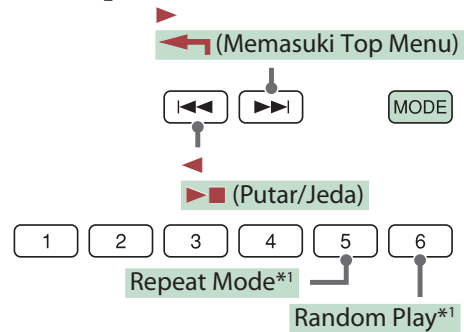 (Memasuki Top Menu)
MODE
(Putar/Jeda)
1 2 3 4 5 6
Repeat Mode*1
Random Play*1